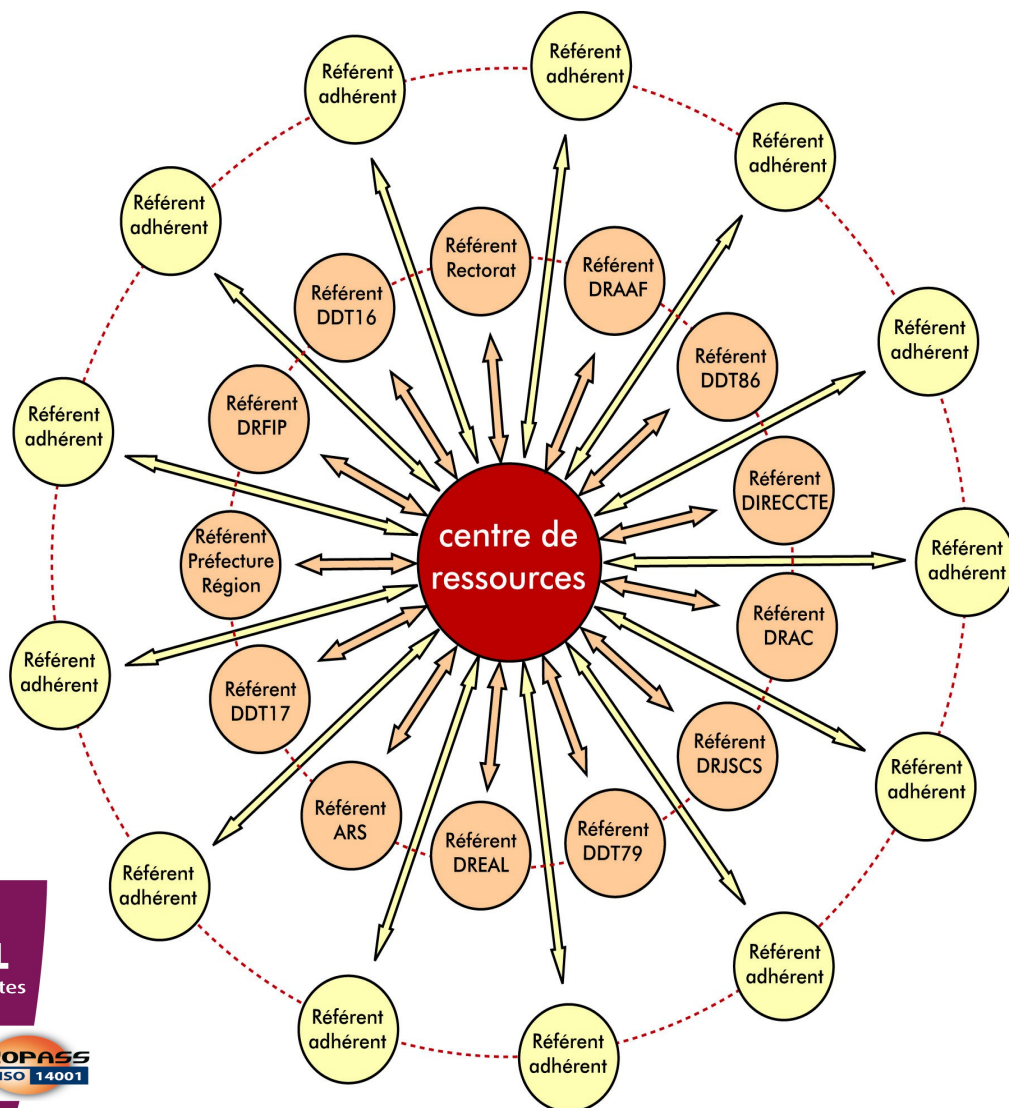 Référent
adhérent
Référent
adhérent
Référent
adhérent
Référent
adhérent
Référent
adhérent
Référent
adhérent
Référent
adhérent
Référent
adhérent
Référent
adhérent
Référent
adhérent
Référent
adhérent
Référent
adhérent
Référent
adhérent
Référent
Rectorat
Référent
DRAAF
Référent
DDT86
Référent
DIRECCTE
Référent
DRAC
Référent
DRJSCS
Référent
DDT79
Référent
DREAL
Référent
ARS
Référent
DDT17
Référent
Préfecture
Région
Référent
DRFIP
Référent
DDT16
centre de
ressources
ISO 14001